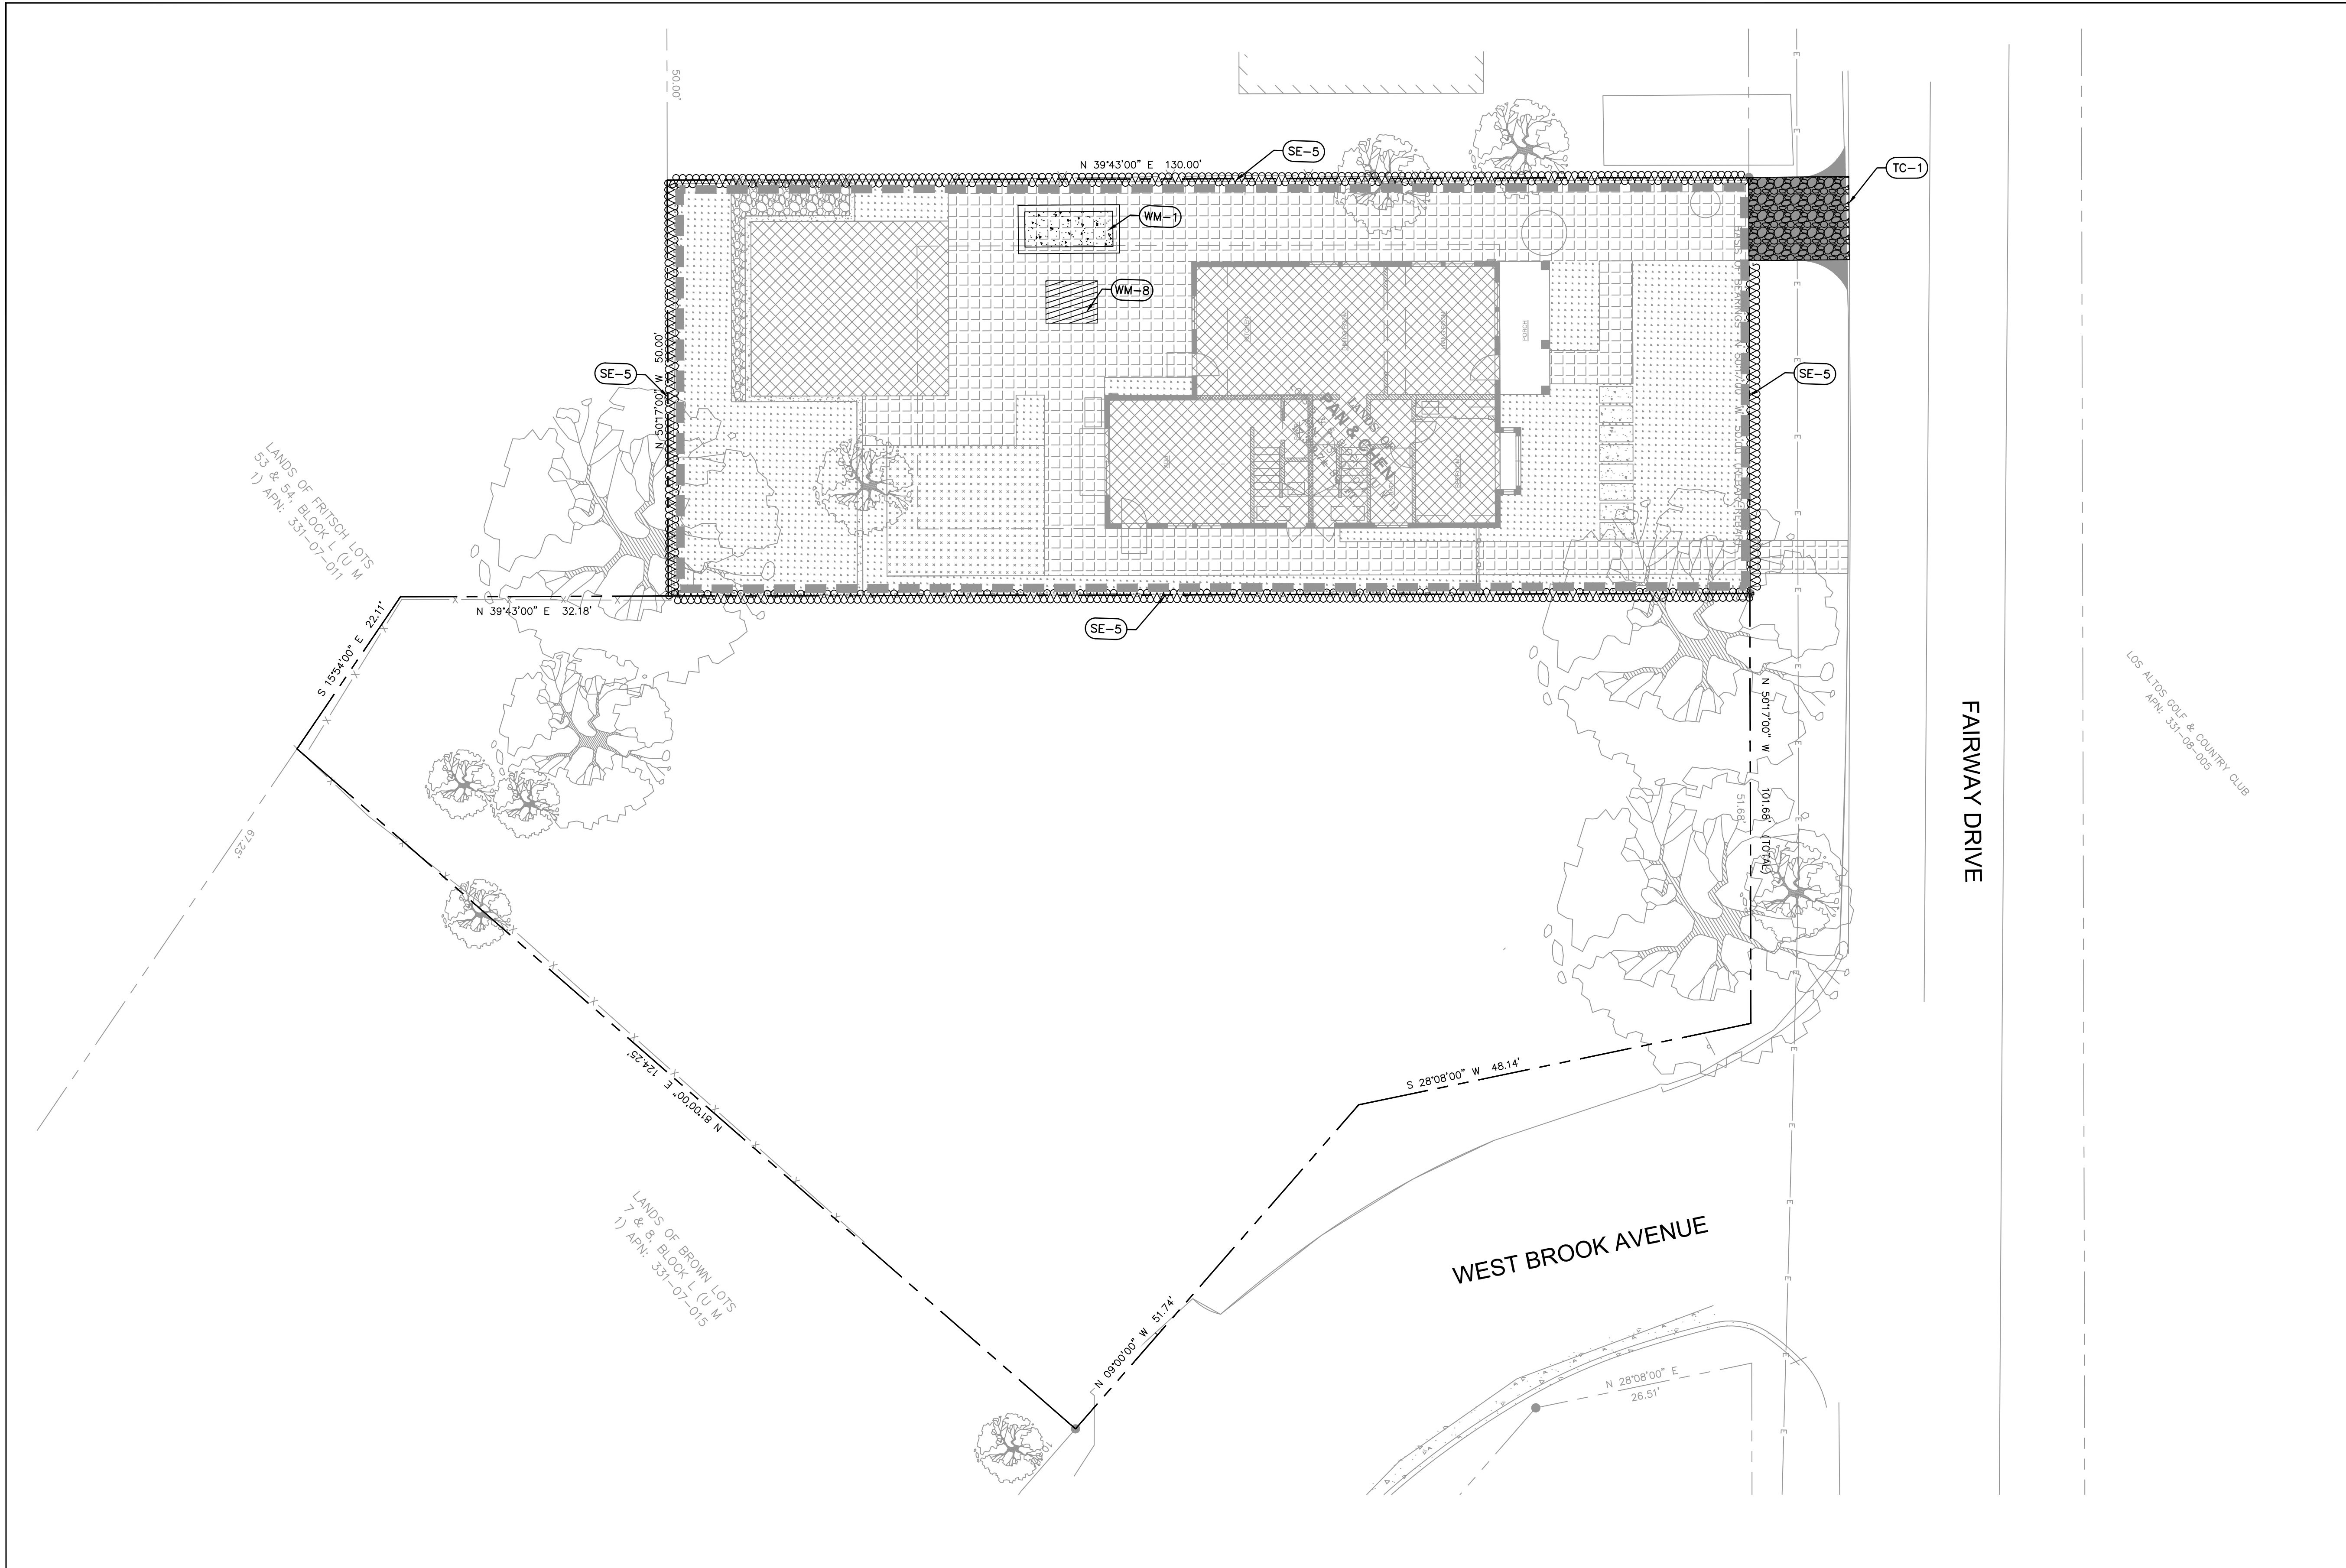 50.00'
N 39°43'00" E 130.00'
SE-5
TC-1
WM-1
WM-8
N 50°17'00" W 50.00'
SE-5
SE-5
PORCH
LANDS OF
PAN & CHEN
LANDS OF FRITSCH LOTS
53 & 54, BLOCK L (U M
1) APN: 331-07-011
N 39°43'00" E 32.18'
S 15°54'00" E 22.11'
SE-5
N 50°17'00" W 101.68' (TOTAL)
51.68'
FAIRWAY DRIVE
LOS ALTOS GOLF & COUNTRY CLUB
APN: 331-08-005
67.25'
N 81°00'00" E 124.25'
S 28°08'00" W 48.14'
LANDS OF BROWN LOTS
7 & 8, BLOCK L (U M
1) APN: 331-07-015
N 09°00'00" W 51.74'
WEST BROOK AVENUE
N 28°08'00" E
26.51'